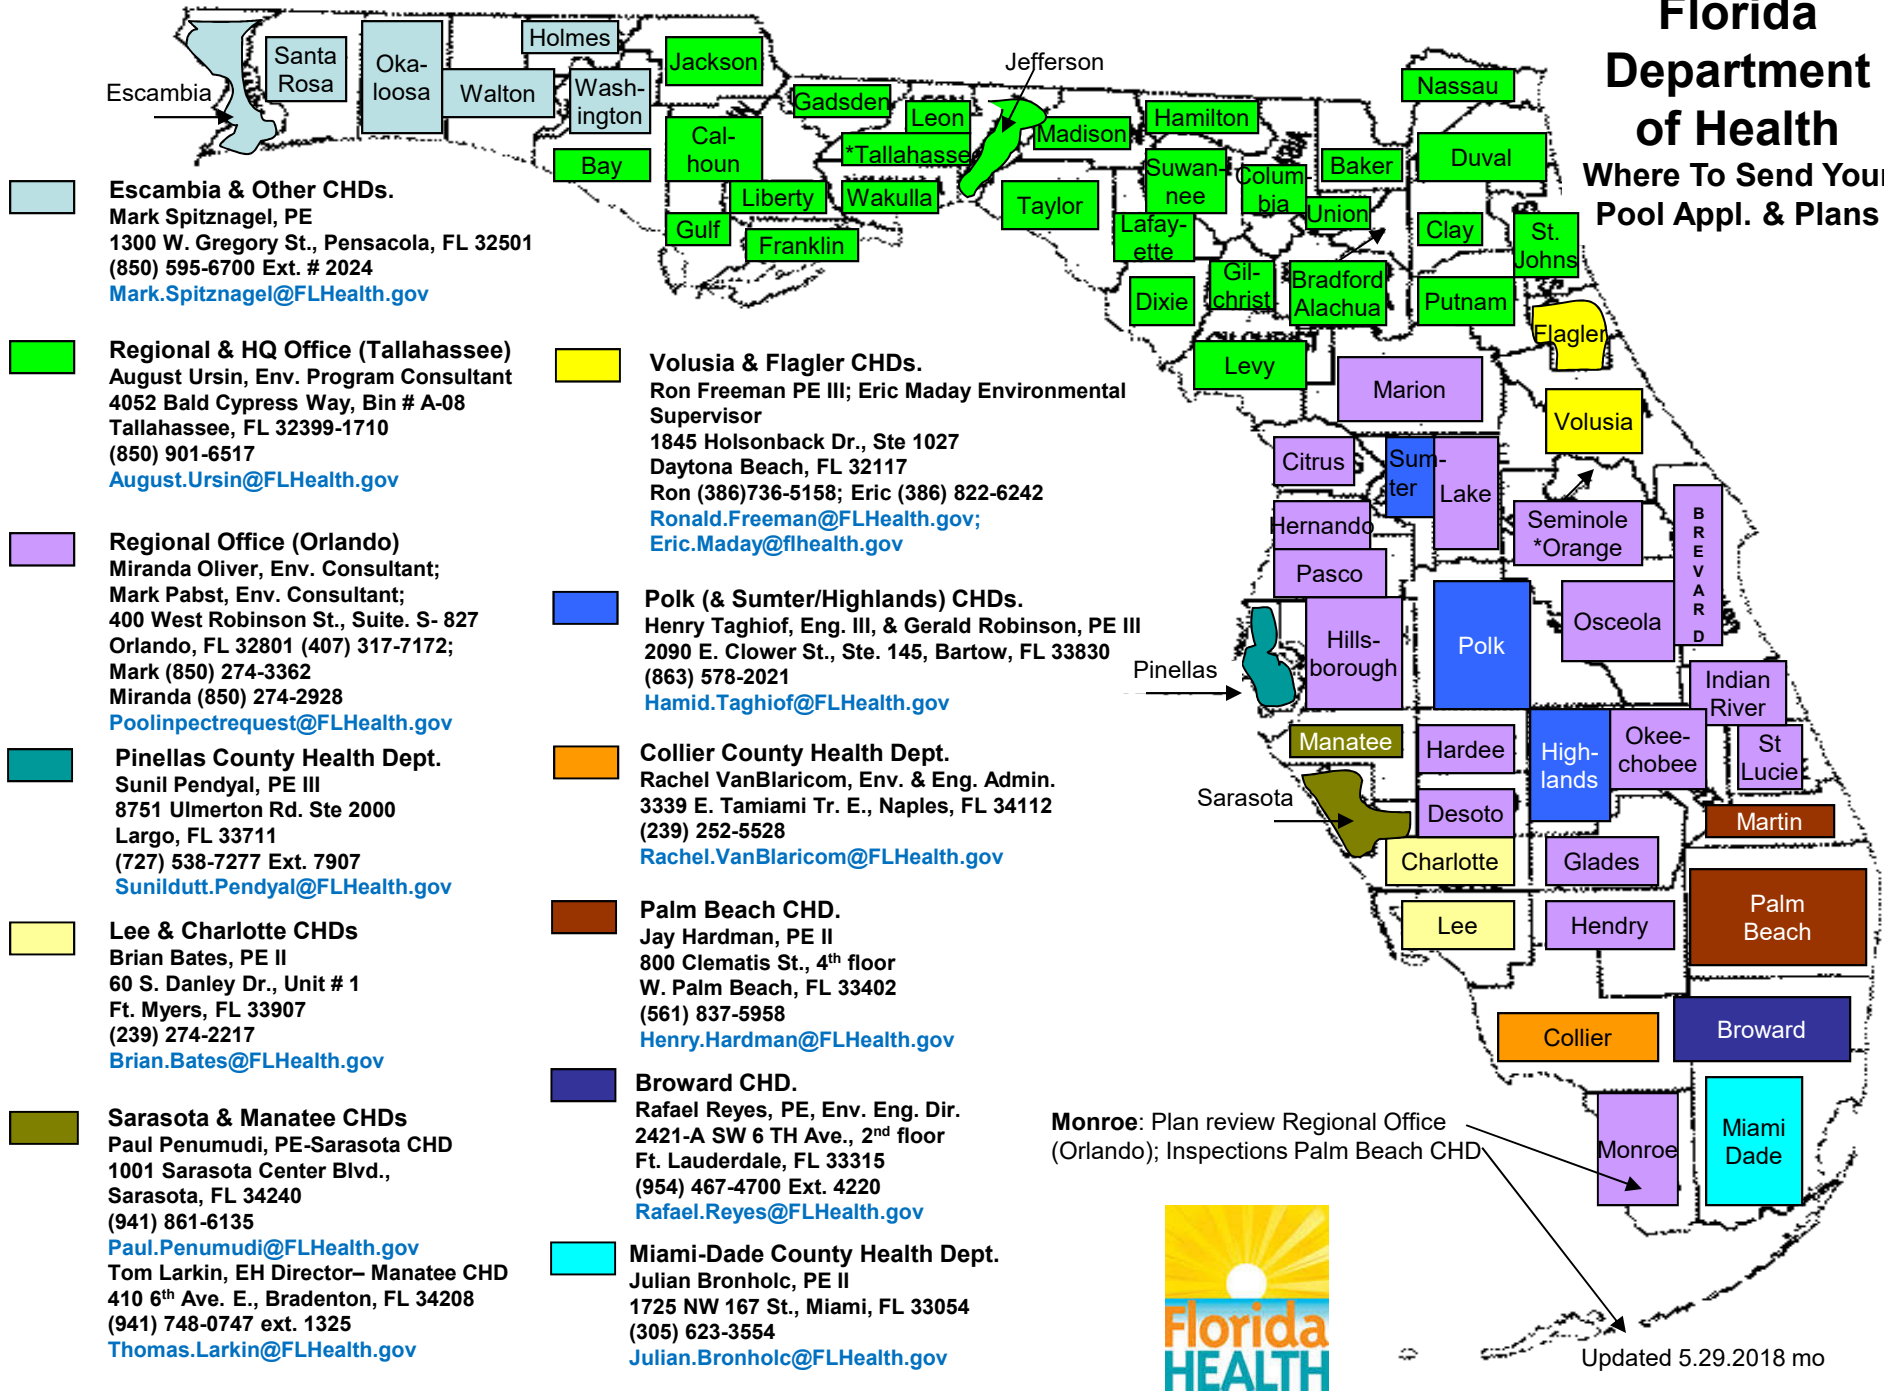 Florida
Department
of Health
Where To Send Your
Pool Appl. & Plans
Escambia
Santa
Rosa
Oka-
loosa
Walton
Holmes
Wash-
ington
Jackson
Bay
Cal-
houn
Gulf
Liberty
Franklin
Gadsden
Leon
*Tallahassee
Wakulla
Jefferson
Madison
Taylor
Hamilton
Suwan-
nee
Lafay-
ette
Dixie
Colum-
bia
Gil-
christ
Union
Baker
Bradford
Alachua
Nassau
Duval
Clay
St.
Johns
Putnam
Levy
Flagler
Marion
Volusia
Citrus
Sum-
ter
Lake
Hernando
Seminole
*Orange
B
R
E
V
A
R
D
Pasco
Pinellas
Hills-
borough
Polk
Osceola
Indian
River
Manatee
Hardee
High-
lands
Okee-
chobee
St
Lucie
Sarasota
Desoto
Martin
Charlotte
Glades
Lee
Hendry
Palm
Beach
Collier
Broward
Monroe
Miami
Dade
Escambia & Other CHDs.
Mark Spitznagel, PE
1300 W. Gregory St., Pensacola, FL 32501
(850) 595-6700 Ext. # 2024
Mark.Spitznagel@FLHealth.gov
Regional & HQ Office (Tallahassee)
August Ursin, Env. Program Consultant
4052 Bald Cypress Way, Bin # A-08
Tallahassee, FL 32399-1710
(850) 901-6517
August.Ursin@FLHealth.gov
Regional Office (Orlando)
Miranda Oliver, Env. Consultant;
Mark Pabst, Env. Consultant;
400 West Robinson St., Suite. S- 827
Orlando, FL 32801 (407) 317-7172;
Mark (850) 274-3362
Miranda (850) 274-2928
Poolinpectrequest@FLHealth.gov
Pinellas County Health Dept.
Sunil Pendyal, PE III
8751 Ulmerton Rd. Ste 2000
Largo, FL 33711
(727) 538-7277 Ext. 7907
Sunildutt.Pendyal@FLHealth.gov
Lee & Charlotte CHDs
Brian Bates, PE II
60 S. Danley Dr., Unit # 1
Ft. Myers, FL 33907
(239) 274-2217
Brian.Bates@FLHealth.gov
Sarasota & Manatee CHDs
Paul Penumudi, PE-Sarasota CHD
1001 Sarasota Center Blvd.,
Sarasota, FL 34240
(941) 861-6135
Paul.Penumudi@FLHealth.gov
Tom Larkin, EH Director– Manatee CHD
410 6th Ave. E., Bradenton, FL 34208
(941) 748-0747 ext. 1325
Thomas.Larkin@FLHealth.gov
Volusia & Flagler CHDs.
Ron Freeman PE III; Eric Maday Environmental
Supervisor
1845 Holsonback Dr., Ste 1027
Daytona Beach, FL 32117
Ron (386)736-5158; Eric (386) 822-6242
Ronald.Freeman@FLHealth.gov;
Eric.Maday@flhealth.gov
Polk (& Sumter/Highlands) CHDs.
Henry Taghiof, Eng. III, & Gerald Robinson, PE III
2090 E. Clower St., Ste. 145, Bartow, FL 33830
(863) 578-2021
Hamid.Taghiof@FLHealth.gov
Collier County Health Dept.
Rachel VanBlaricom, Env. & Eng. Admin.
3339 E. Tamiami Tr. E., Naples, FL 34112
(239) 252-5528
Rachel.VanBlaricom@FLHealth.gov
Palm Beach CHD.
Jay Hardman, PE II
800 Clematis St., 4th floor
W. Palm Beach, FL 33402
(561) 837-5958
Henry.Hardman@FLHealth.gov
Broward CHD.
Rafael Reyes, PE, Env. Eng. Dir.
2421-A SW 6 TH Ave., 2nd floor
Ft. Lauderdale, FL 33315
(954) 467-4700 Ext. 4220
Rafael.Reyes@FLHealth.gov
Miami-Dade County Health Dept.
Julian Bronholc, PE II
1725 NW 167 St., Miami, FL 33054
(305) 623-3554
Julian.Bronholc@FLHealth.gov
Monroe: Plan review Regional Office
(Orlando); Inspections Palm Beach CHD
Florida
HEALTH
Updated 5.29.2018 mo